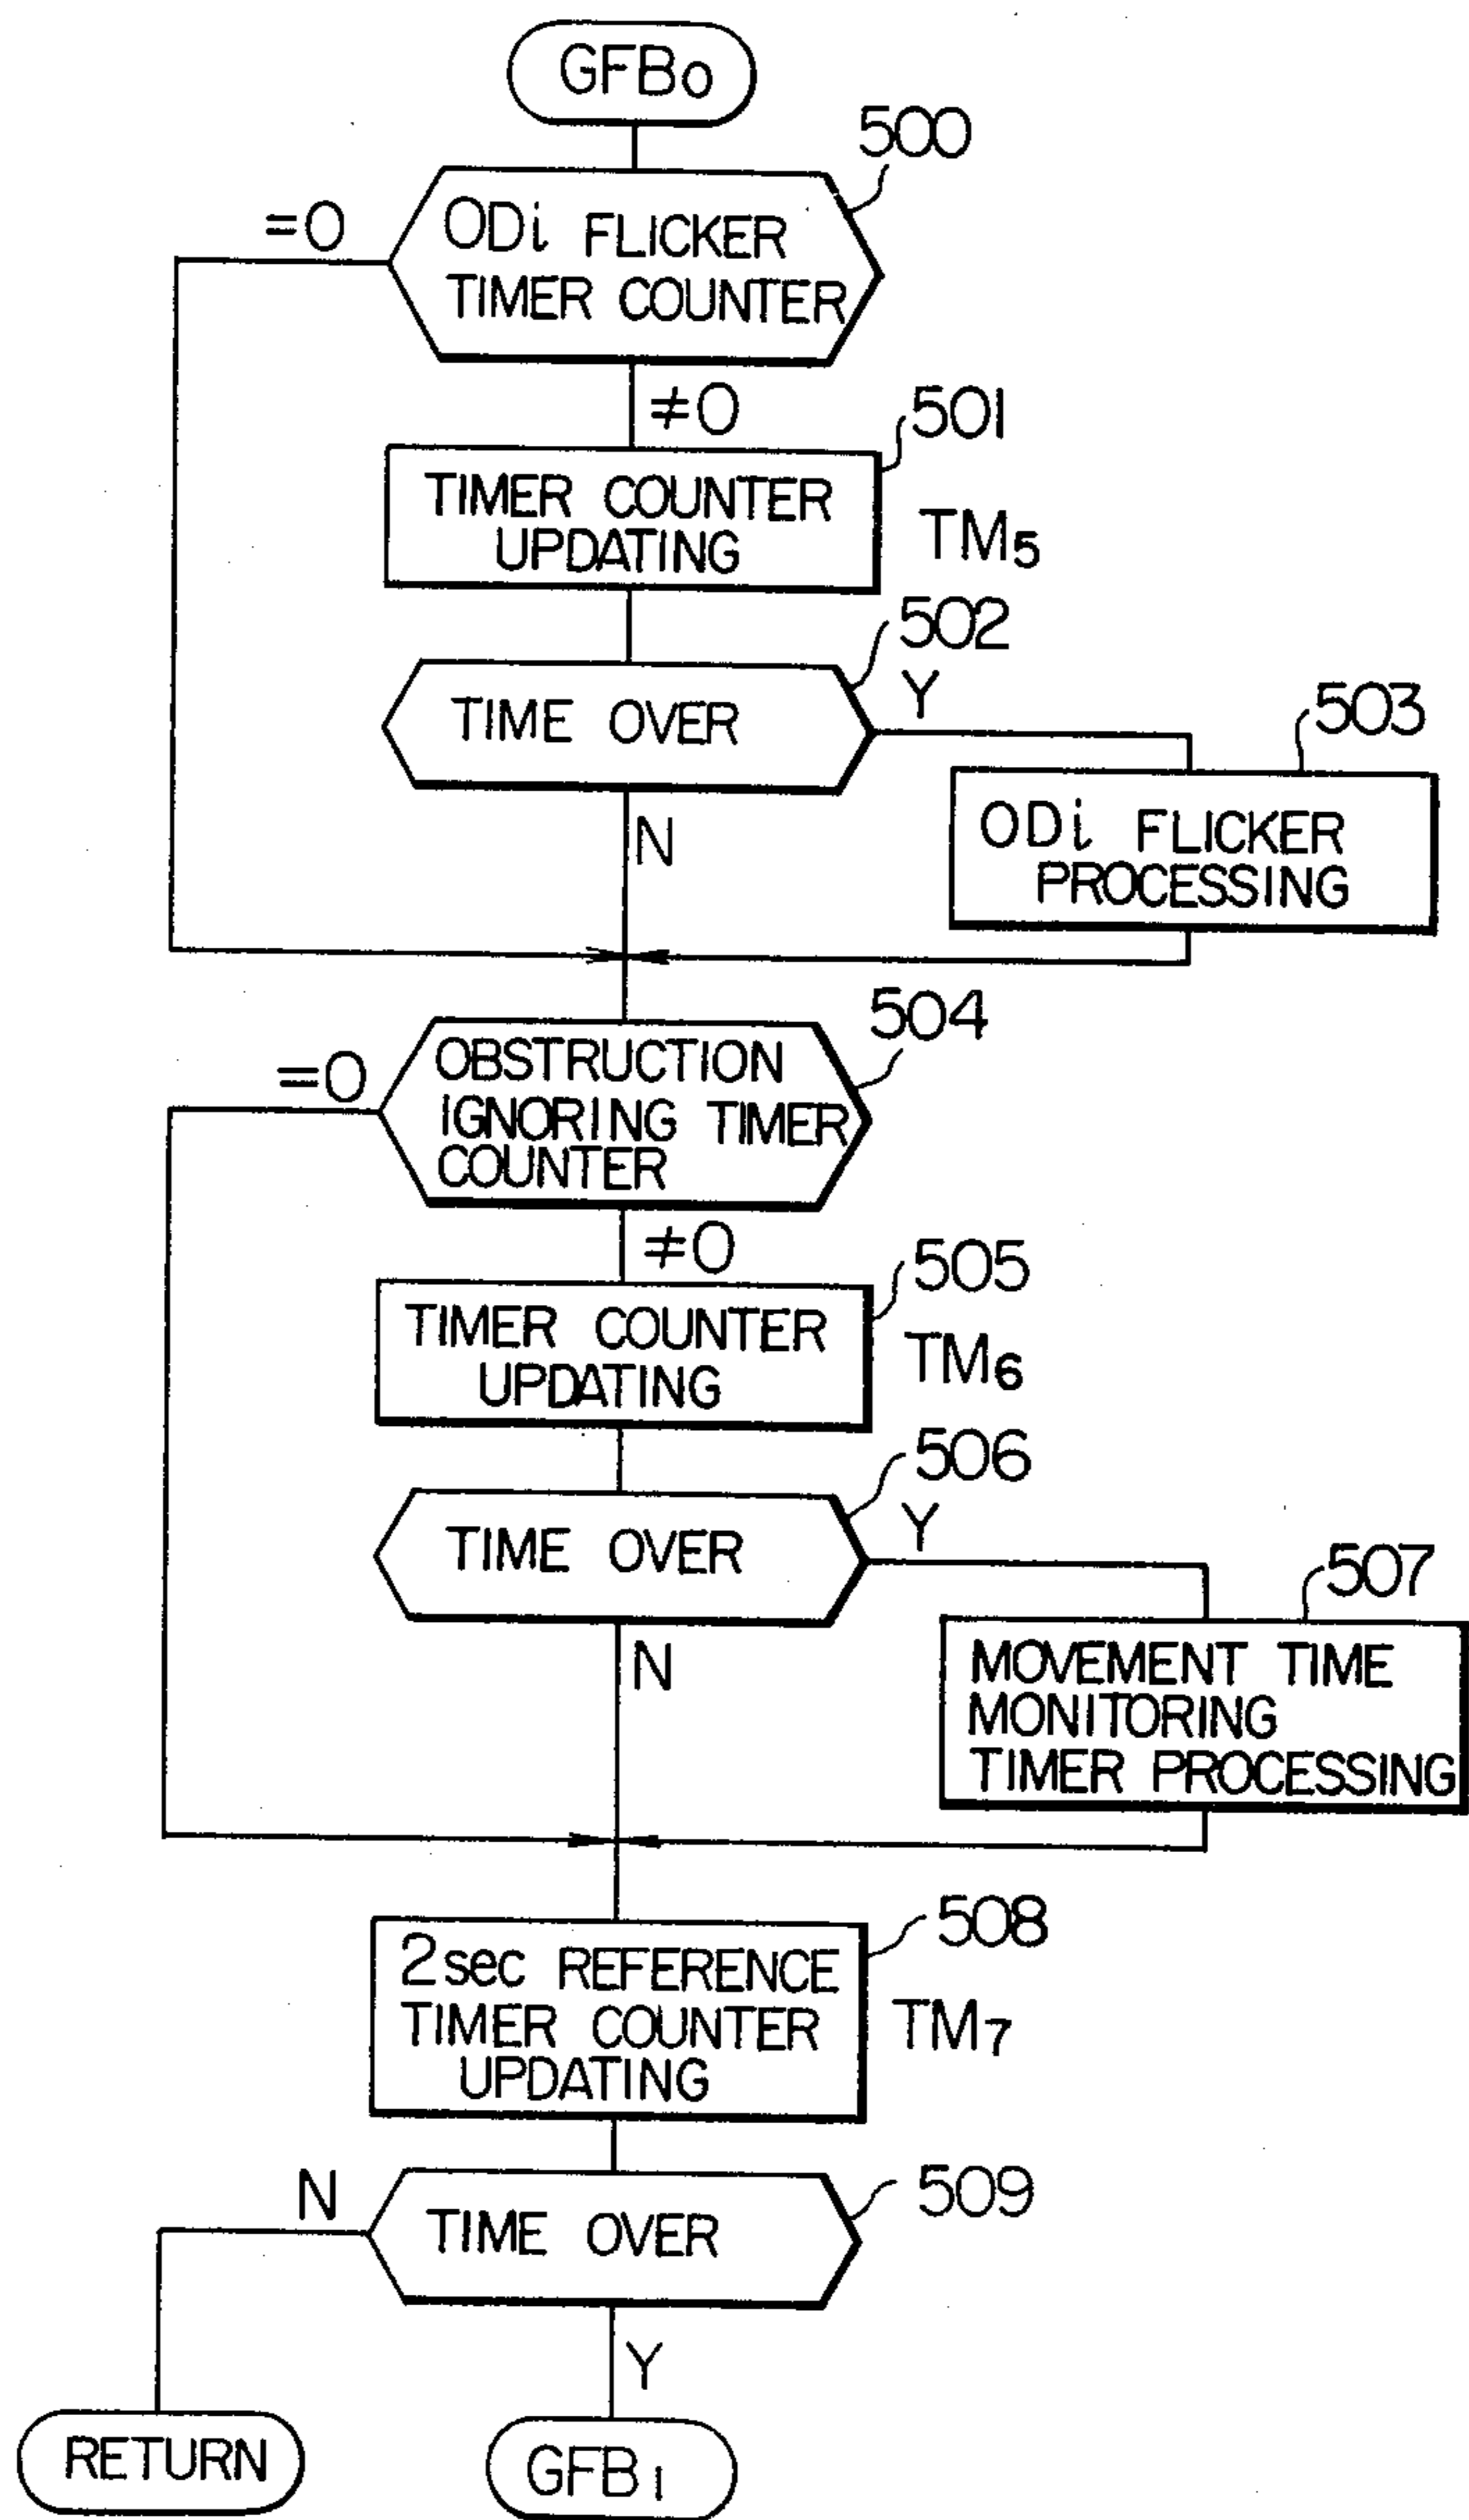 GFBo
500
=0
ODi FLICKER
TIMER COUNTER
≠0
501
TIMER COUNTER
UPDATING
TM5
502
TIME OVER
Y
503
N
ODi FLICKER
PROCESSING
504
=0
OBSTRUCTION
IGNORING TIMER
COUNTER
≠0
505
TIMER COUNTER
UPDATING
TM6
506
TIME OVER
Y
507
N
MOVEMENT TIME
MONITORING
TIMER PROCESSING
508
2sec REFERENCE
TIMER COUNTER
UPDATING
TM7
N
509
TIME OVER
Y
RETURN
GFB1